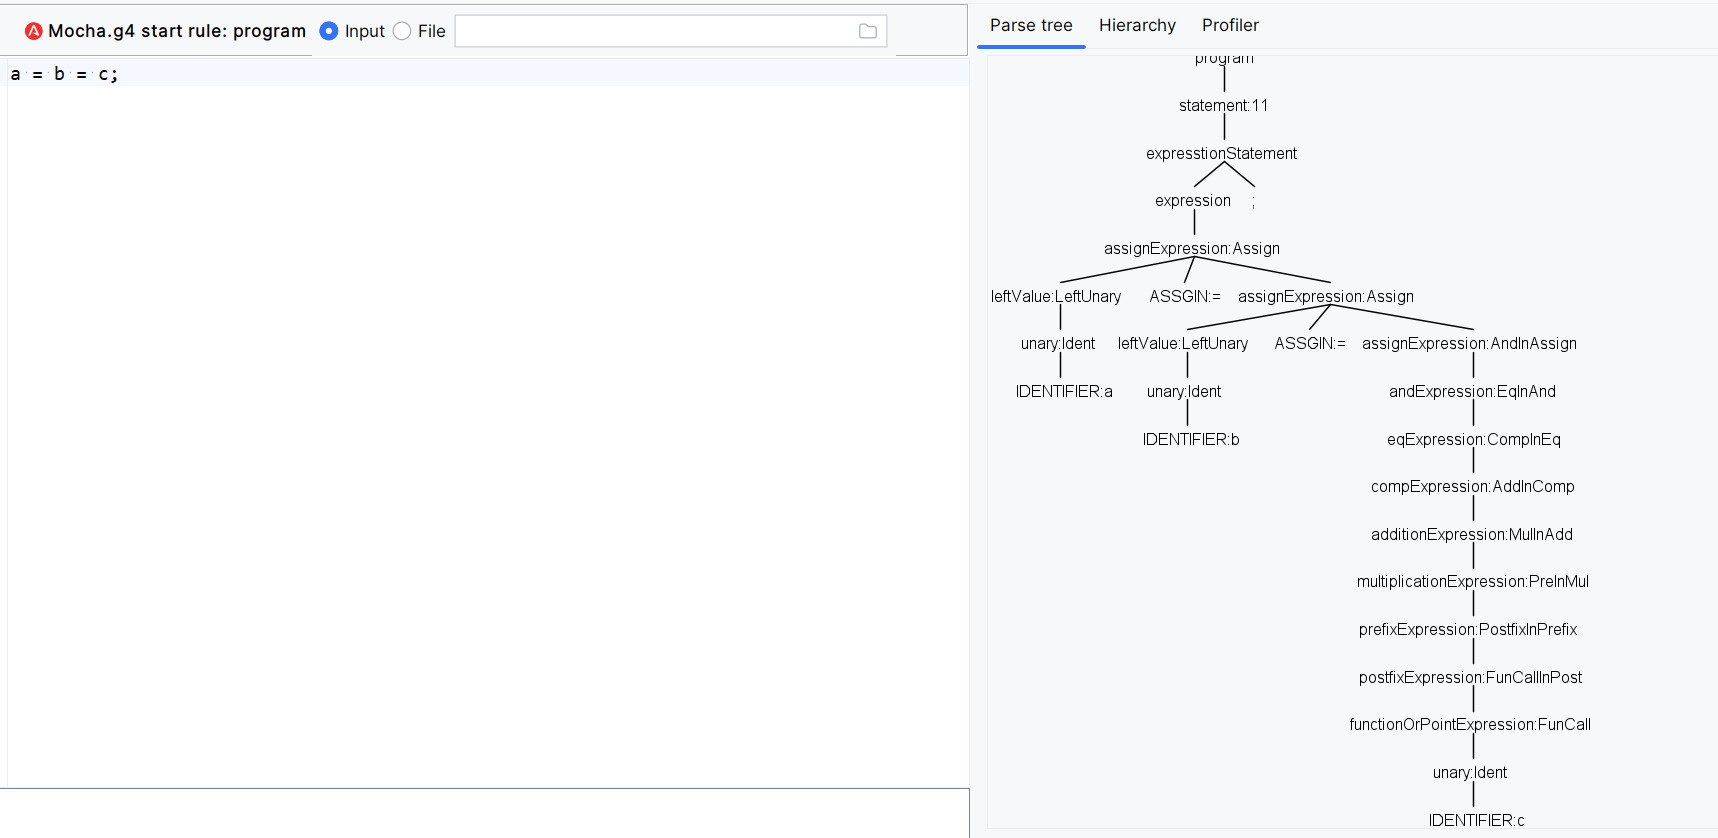 Mocha.g4 start rule: program Input File
a = b = c;
Parse tree Hierarchy Profiler
program
statement:11
expresstionStatement
expression ;
assignExpression:Assign
leftValue:LeftUnary ASSGIN:= assignExpression:Assign
unary:Ident leftValue:LeftUnary ASSGIN:= assignExpression:AndInAssign
IDENTIFIER:a unary:Ident andExpression:EqInAnd
IDENTIFIER:b eqExpression:CompInEq
compExpression:AddInComp
additionExpression:MulInAdd
multiplicationExpression:PreInMul
prefixExpression:PostfixInPrefix
postfixExpression:FunCallInPost
functionOrPointExpression:FunCall
unary:Ident
IDENTIFIER:c